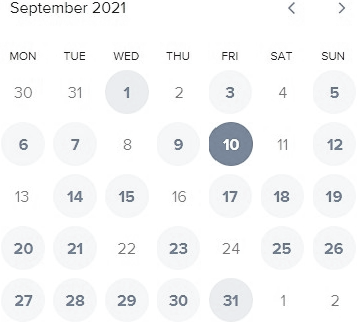 September 2021
MON TUE WED THU FRI SAT SUN
30 31 1 2 3 4 5
6 7 8 9 10 11 12
13 14 15 16 17 18 19
20 21 22 23 24 25 26
27 28 29 30 31 1 2